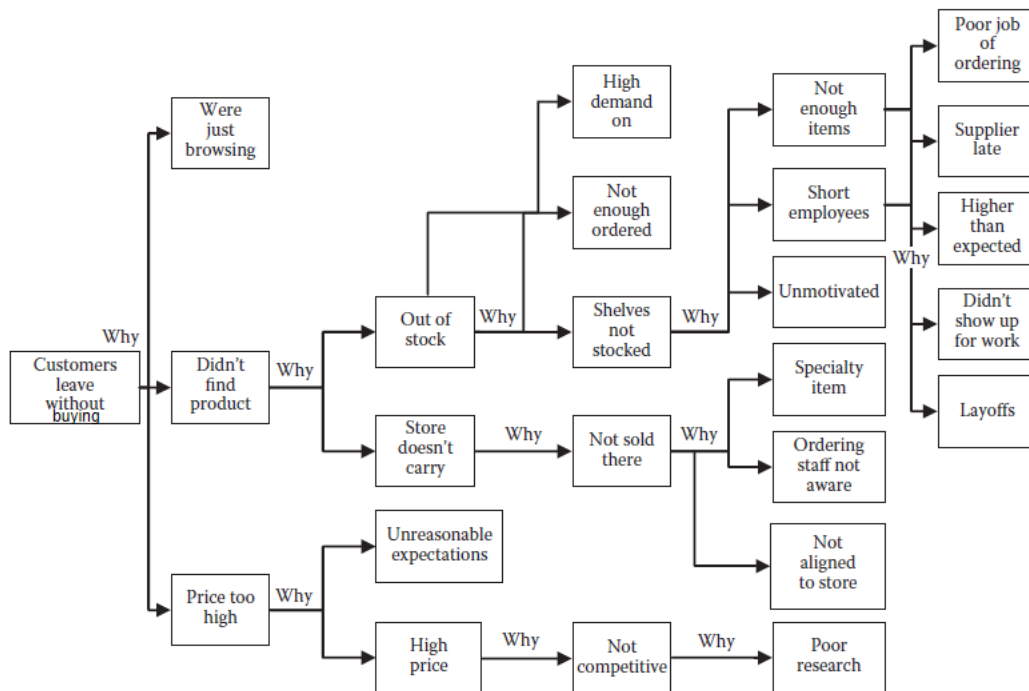 Were
just
browsing
Why
Customers
leave
without
buying
Didn't
find
product
Why
Price too
high
Why
Out of
stock
Why
Store
doesn't
carry
Why
Unreasonable
expectations
High
price
Why
High
demand
on
Not
enough
ordered
Shelves
not
stocked
Why
Not sold
there
Why
Not
competitive
Why
Not
enough
items
Short
employees
Unmotivated
Specialty
item
Ordering
staff not
aware
Not
aligned
to store
Poor
research
Why
Poor job
of
ordering
Supplier
late
Higher
than
expected
Didn't
show up
for work
Layoffs